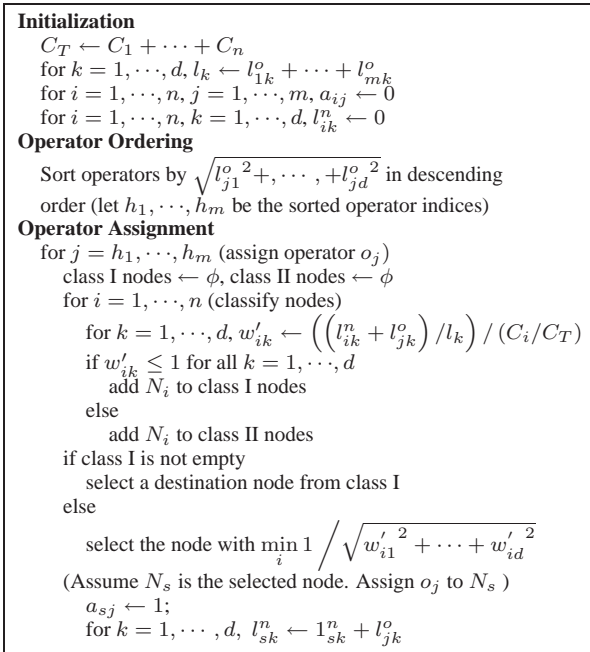 Initialization
C_T ← C_1 + ··· + C_n
for k = 1, ···, d, l_k ← l^o_{1k} + ··· + l^o_{mk}
for i = 1, ···, n, j = 1, ···, m, a_{ij} ← 0
for i = 1, ···, n, k = 1, ···, d, l^n_{ik} ← 0
Operator Ordering
Sort operators by √(l^o_{j1}² +, ···, + l^o_{jd}²) in descending
order (let h_1, ···, h_m be the sorted operator indices)
Operator Assignment
for j = h_1, ···, h_m (assign operator o_j)
class I nodes ← φ, class II nodes ← φ
for i = 1, ···, n (classify nodes)
for k = 1, ···, d, w'_{ik} ← ((l^n_{ik} + l^o_{jk}) / l_k) / (C_i/C_T)
if w'_{ik} ≤ 1 for all k = 1, ···, d
add N_i to class I nodes
else
add N_i to class II nodes
if class I is not empty
select a destination node from class I
else
select the node with min_i 1 / √(w'_{i1}² + ··· + w'_{id}²)
(Assume N_s is the selected node. Assign o_j to N_s )
a_{sj} ← 1;
for k = 1, ···, d, l^n_{sk} ← 1^n_{sk} + l^o_{jk}